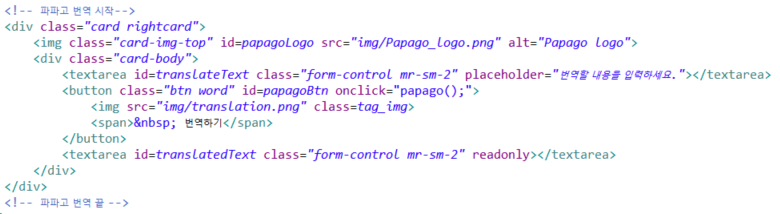 <!-- 파파고 번역 시작-->
<div class="card rightcard">
<img class="card-img-top" id=papagoLogo src="img/Papago_logo.png" alt="Papago logo">
<div class="card-body">
<textarea id=translateText class="form-control mr-sm-2" placeholder="번역할 내용을 입력하세요."></textarea>
<button class="btn word" id=papagoBtn onclick="papago();">
<img src="img/translation.png" class=tag_img>
<span>&nbsp; 번역하기</span>
</button>
<textarea id=translatedText class="form-control mr-sm-2" readonly></textarea>
</div>
</div>
<!-- 파파고 번역 끝 -->